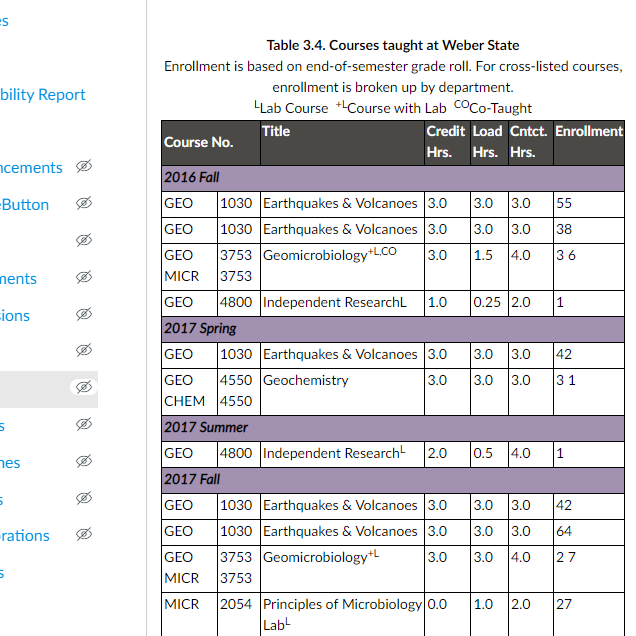 es
bility Report
ncements
eButton
ments
ions
s
nes
s
rations
s
Table 3.4. Courses taught at Weber State
Enrollment is based on end-of-semester grade roll. For cross-listed courses,
enrollment is broken up by department.
LLab Course +LCourse with Lab COCo-Taught
Course No. Title Credit Hrs. Load Hrs. Cntct. Hrs. Enrollment
2016 Fall
GEO 1030 Earthquakes & Volcanoes 3.0 3.0 3.0 55
GEO 1030 Earthquakes & Volcanoes 3.0 3.0 3.0 38
GEO 3753 Geomicrobiology+L,CO 3.0 1.5 4.0 3 6
MICR 3753
GEO 4800 Independent ResearchL 1.0 0.25 2.0 1
2017 Spring
GEO 1030 Earthquakes & Volcanoes 3.0 3.0 3.0 42
GEO 4550 Geochemistry 3.0 3.0 3.0 3 1
CHEM 4550
2017 Summer
GEO 4800 Independent ResearchL 2.0 0.5 4.0 1
2017 Fall
GEO 1030 Earthquakes & Volcanoes 3.0 3.0 3.0 42
GEO 1030 Earthquakes & Volcanoes 3.0 3.0 3.0 64
GEO 3753 Geomicrobiology+L 3.0 3.0 4.0 2 7
MICR 3753
MICR 2054 Principles of Microbiology 0.0 1.0 2.0 27
LabL